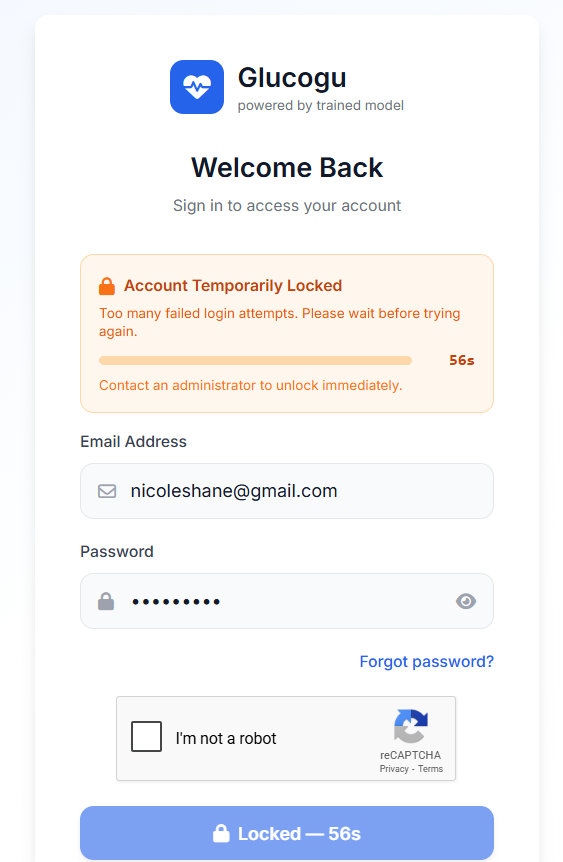 Glucogu
powered by trained model
Welcome Back
Sign in to access your account
Account Temporarily Locked
Too many failed login attempts. Please wait before trying
again.
56s
Contact an administrator to unlock immediately.
Email Address
nicoleshane@gmail.com
Password
•••••••••
Forgot password?
I'm not a robot
reCAPTCHA
Privacy - Terms
Locked — 56s